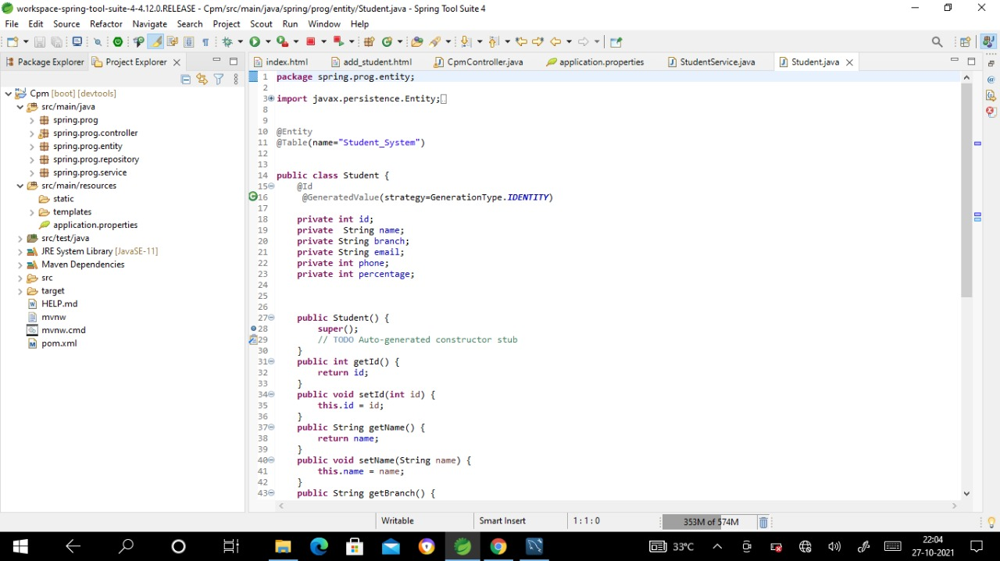 workspace-spring-tool-suite-4-4.12.0.RELEASE - Cpm/src/main/java/spring/prog/entity/Student.java - Spring Tool Suite 4
File Edit Source Refactor Navigate Search Project Scout Run Window Help
Package Explorer Project Explorer
index.html add_student.html CpmController.java application.properties StudentService.java Student.java
Cpm [boot] [devtools]
src/main/java
spring.prog
spring.prog.controller
spring.prog.entity
spring.prog.repository
spring.prog.service
src/main/resources
static
templates
application.properties
src/test/java
JRE System Library [JavaSE-11]
Maven Dependencies
src
target
HELP.md
mvnw
mvnw.cmd
pom.xml
1 package spring.prog.entity;
2
3 import javax.persistence.Entity;
8
9
10 @Entity
11 @Table(name="Student_System")
12
13
14 public class Student {
15 @Id
16 @GeneratedValue(strategy=GenerationType.IDENTITY)
17
18 private int id;
19 private  String name;
20 private String branch;
21 private String email;
22 private int phone;
23 private int percentage;
24
25
26
27 public Student() {
28 super();
29 // TODO Auto-generated constructor stub
30 }
31 public int getId() {
32 return id;
33 }
34 public void setId(int id) {
35 this.id = id;
36 }
37 public String getName() {
38 return name;
39 }
40 public void setName(String name) {
41 this.name = name;
42 }
43 public String getBranch() {
Writable Smart Insert 1 : 1 : 0 353M of 574M
33°C
22:04
27-10-2021